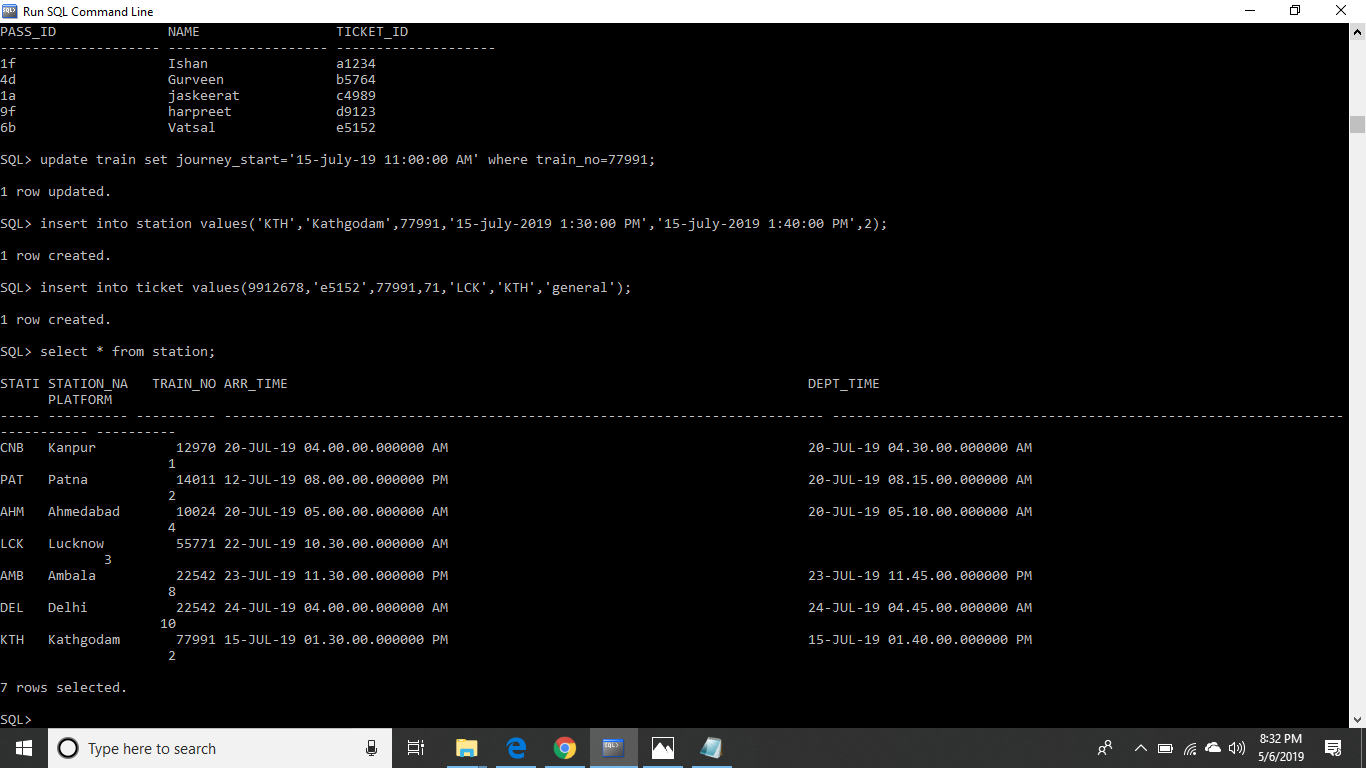 Run SQL Command Line
PASS_ID NAME TICKET_ID
-------------------- -------------------- --------------------
1f Ishan a1234
4d Gurveen b5764
1a jaskeerat c4989
9f harpreet d9123
6b Vatsal e5152
SQL> update train set journey_start='15-july-19 11:00:00 AM' where train_no=77991;
1 row updated.
SQL> insert into station values('KTH','Kathgodam',77991,'15-july-2019 1:30:00 PM','15-july-2019 1:40:00 PM',2);
1 row created.
SQL> insert into ticket values(9912678,'e5152',77991,71,'LCK','KTH','general');
1 row created.
SQL> select * from station;
STATI STATION_NA TRAIN_NO ARR_TIME DEPT_TIME
PLATFORM
----- ---------- ---------- --------------------------------------------------------------------------- ----------------------------------------------------------------
----------- ----------
CNB Kanpur 12970 20-JUL-19 04.00.00.000000 AM 20-JUL-19 04.30.00.000000 AM
1
PAT Patna 14011 12-JUL-19 08.00.00.000000 PM 20-JUL-19 08.15.00.000000 AM
2
AHM Ahmedabad 10024 20-JUL-19 05.00.00.000000 AM 20-JUL-19 05.10.00.000000 AM
4
LCK Lucknow 55771 22-JUL-19 10.30.00.000000 AM
3
AMB Ambala 22542 23-JUL-19 11.30.00.000000 PM 23-JUL-19 11.45.00.000000 PM
8
DEL Delhi 22542 24-JUL-19 04.00.00.000000 AM 24-JUL-19 04.45.00.000000 AM
10
KTH Kathgodam 77991 15-JUL-19 01.30.00.000000 PM 15-JUL-19 01.40.00.000000 PM
2
7 rows selected.
SQL>
Type here to search
8:32 PM
5/6/2019